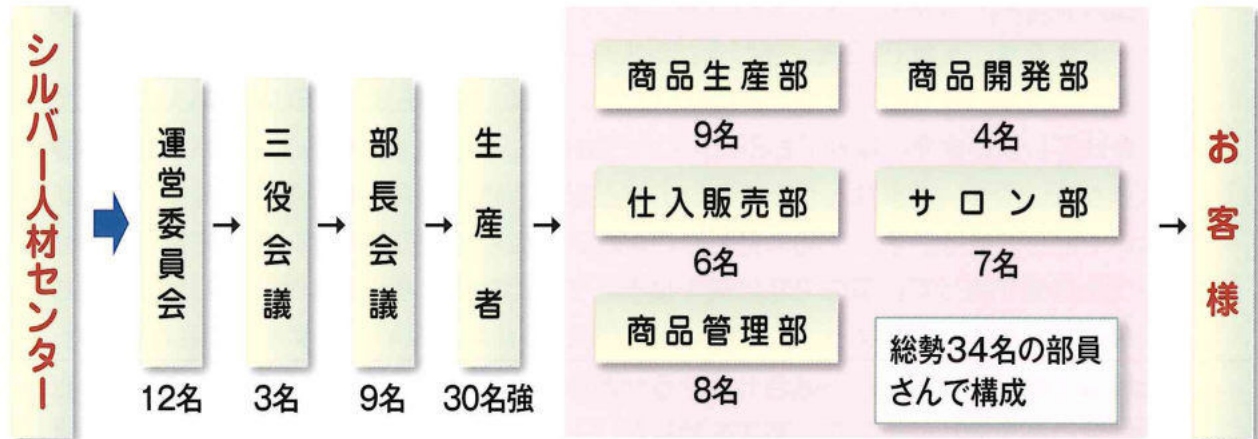 シルバー人材センター
運営委員会
12名
三役会議
3名
部長会議
9名
生産者
30名強
商品生産部
9名
商品開発部
4名
仕入販売部
6名
サロン部
7名
商品管理部
8名
総勢34名の部員
さんで構成
お客様